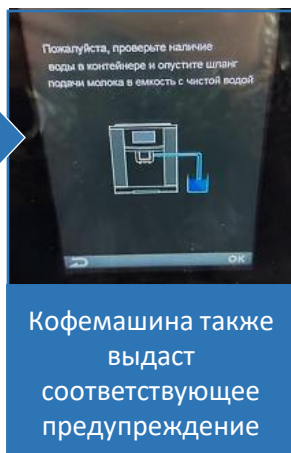 Пожалуйста, проверьте наличие
воды в контейнере и опустите шланг
подачи молока в емкость с чистой водой
OK
Кофемашина также
выдаст
соответствующее
предупреждение